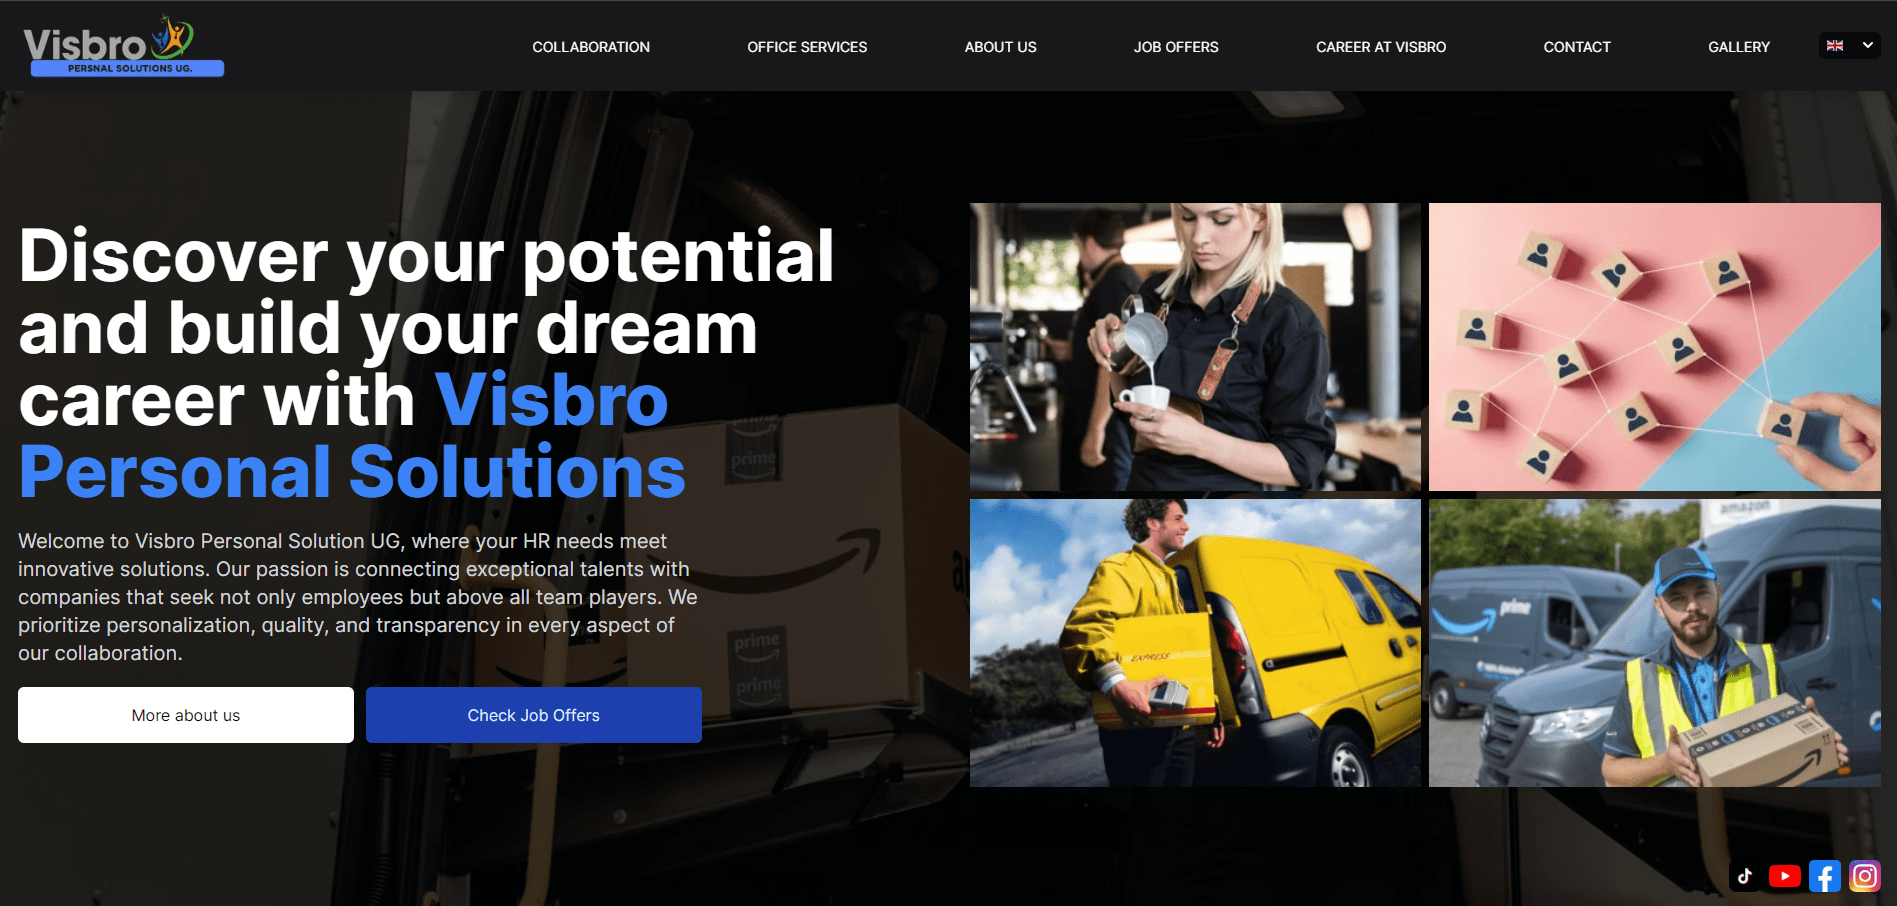 Visbro
PERSNAL SOLUTIONS UG.
COLLABORATION
OFFICE SERVICES
ABOUT US
JOB OFFERS
CAREER AT VISBRO
CONTACT
GALLERY
Discover your potential
and build your dream
career with Visbro
Personal Solutions
Welcome to Visbro Personal Solution UG, where your HR needs meet
innovative solutions. Our passion is connecting exceptional talents with
companies that seek not only employees but above all team players. We
prioritize personalization, quality, and transparency in every aspect of
our collaboration.
More about us
Check Job Offers
prime
prime
prime
EXPRESS
amazon
prime